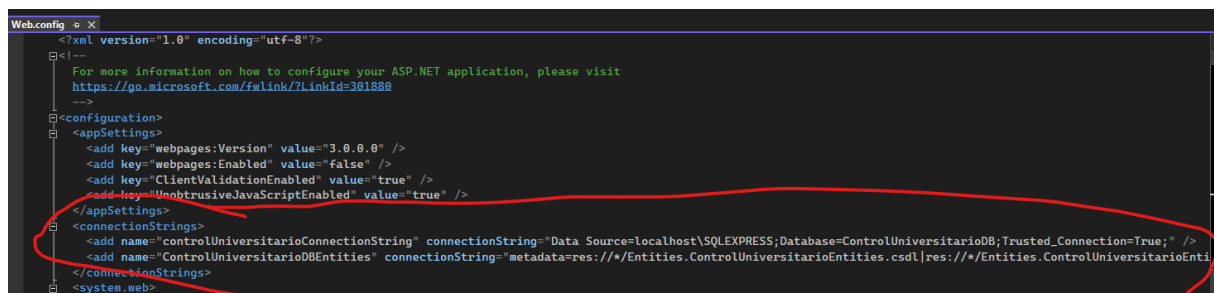 Web.config
<?xml version="1.0" encoding="utf-8"?>
<!--
For more information on how to configure your ASP.NET application, please visit
https://go.microsoft.com/fwlink/?LinkId=301880
-->
<configuration>
<appSettings>
<add key="webpages:Version" value="3.0.0.0" />
<add key="webpages:Enabled" value="false" />
<add key="ClientValidationEnabled" value="true" />
<add key="UnobtrusiveJavaScriptEnabled" value="true" />
</appSettings>
<connectionStrings>
<add name="controlUniversitarioConnectionString" connectionString="Data Source=localhost\SQLEXPRESS;Database=ControlUniversitarioDB;Trusted_Connection=True;" />
<add name="ControlUniversitarioDBEntities" connectionString="metadata=res://*/Entities.ControlUniversitarioEntities.csdl|res://*/Entities.ControlUniversitarioEnti
</connectionStrings>
<system.web>